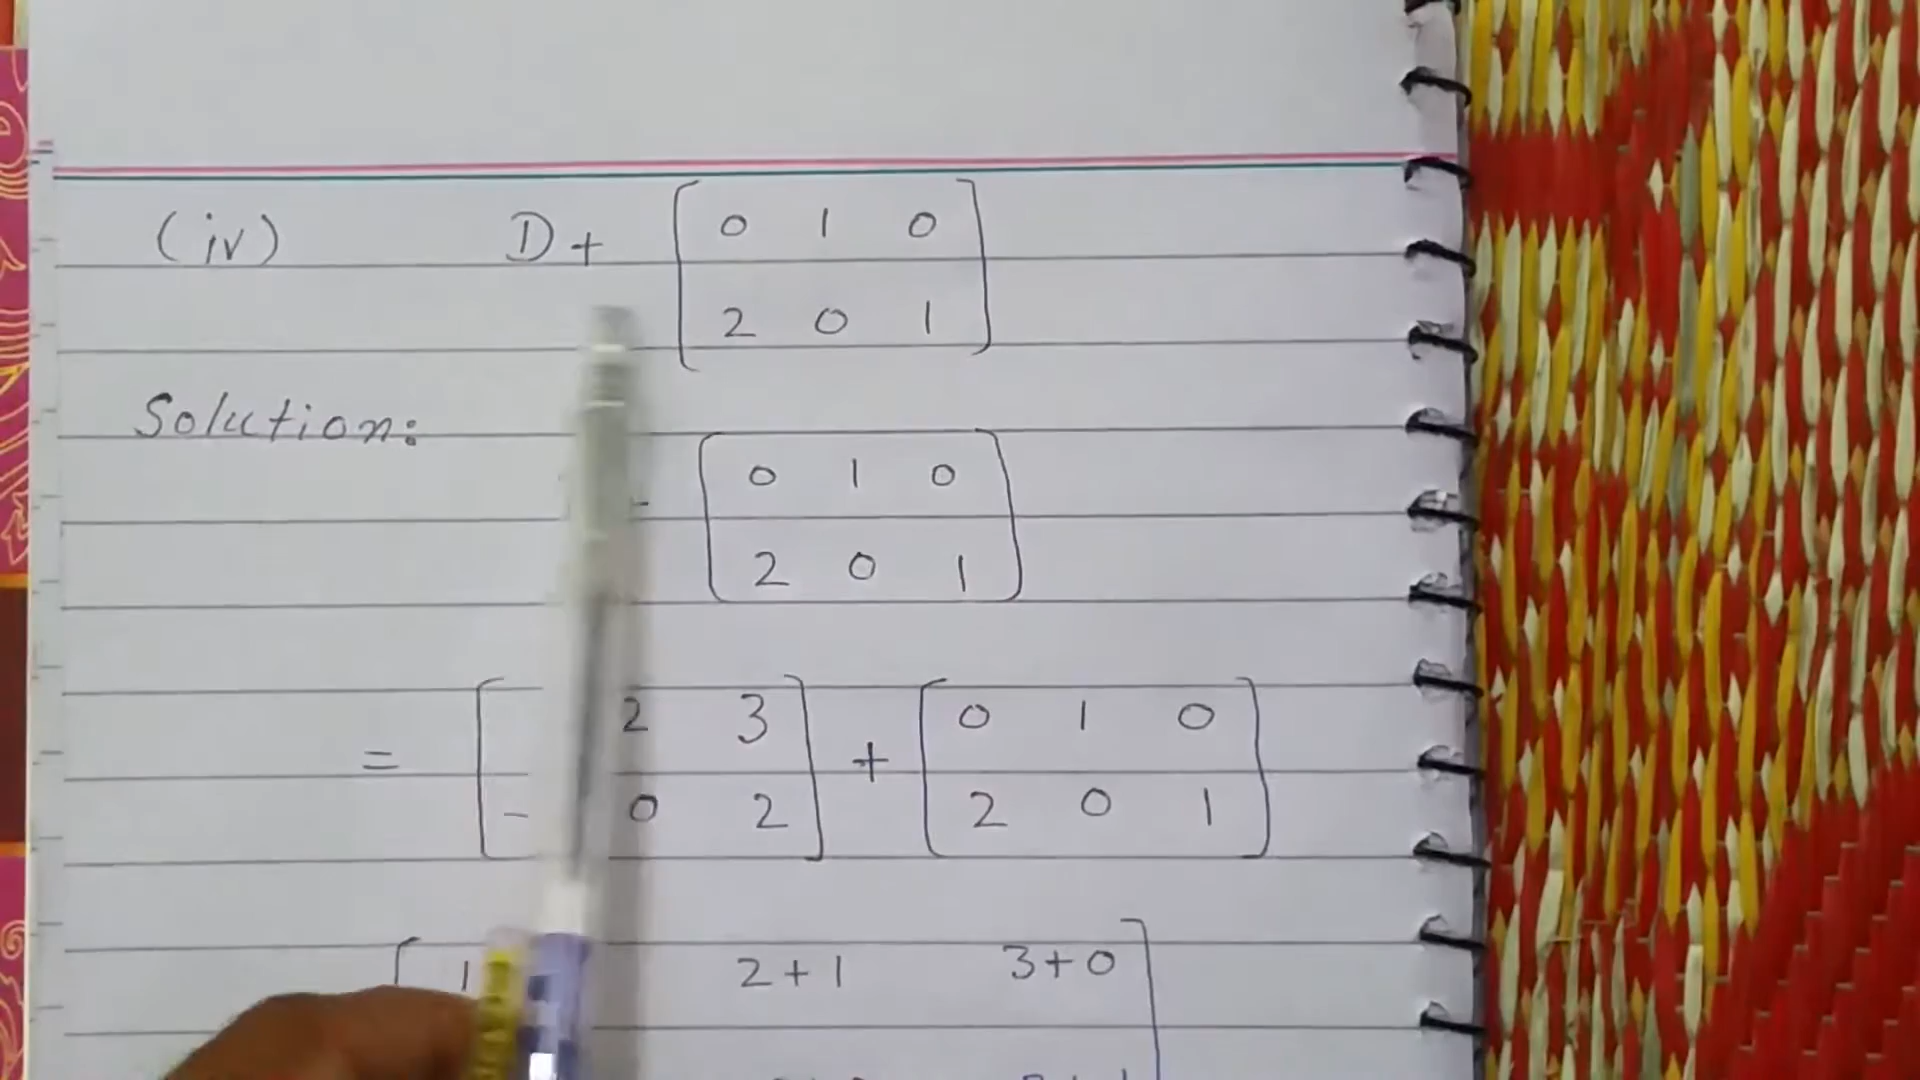 (iv) D + [ 0 1 0
2 0 1 ]
Solution:
[ 0 1 0
2 0 1 ]
= [ 2 3 ] + [ 0 1 0 ]
- 0 2 2 0 1
[ 1 2+1 3+0 ]